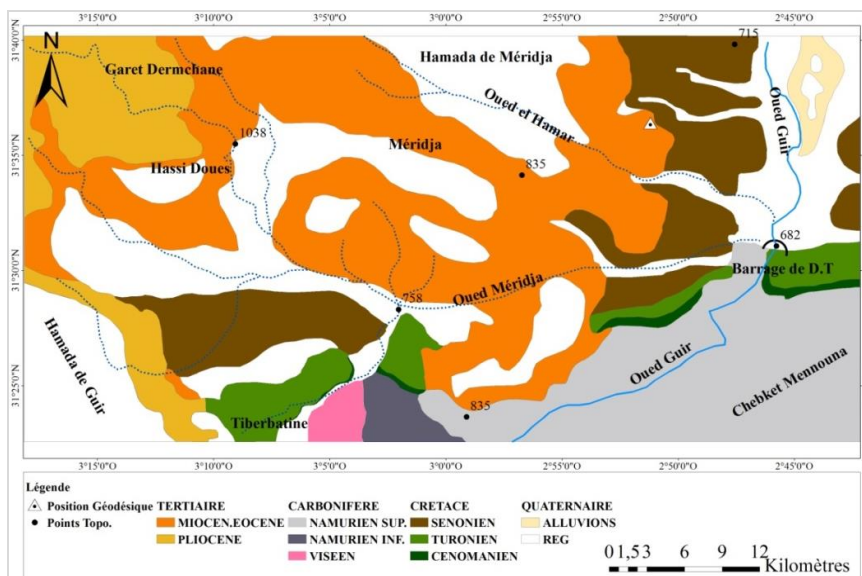 3°15'0"O 3°10'0"O 3°5'0"O 3°0'0"O 2°55'0"O 2°50'0"O 2°45'0"O
31°40'0"N
31°35'0"N
31°30'0"N
31°25'0"N
N
Garet Dermchane
Hamada de Méridja
715
Oued el Hamar
Oued Guir
1038
Méridja
Hassi Doues
835
682
Barrage de D.T
Oued Méridja
758
Hamada de Guir
Oued Guir
Chebket Mennouna
Tiberbatine
835
3°15'0"O 3°10'0"O 3°5'0"O 3°0'0"O 2°55'0"O 2°50'0"O 2°45'0"O
Légende
Position Géodésique
Points Topo.
TERTIAIRE
MIOCEN.EOCENE
PLIOCENE
CARBONIFERE
NAMURIEN SUP.
NAMURIEN INF.
VISEEN
CRETACE
SENONIEN
TURONIEN
CENOMANIEN
QUATERNAIRE
ALLUVIONS
REG
0 1,5 3 6 9 12
Kilomètres